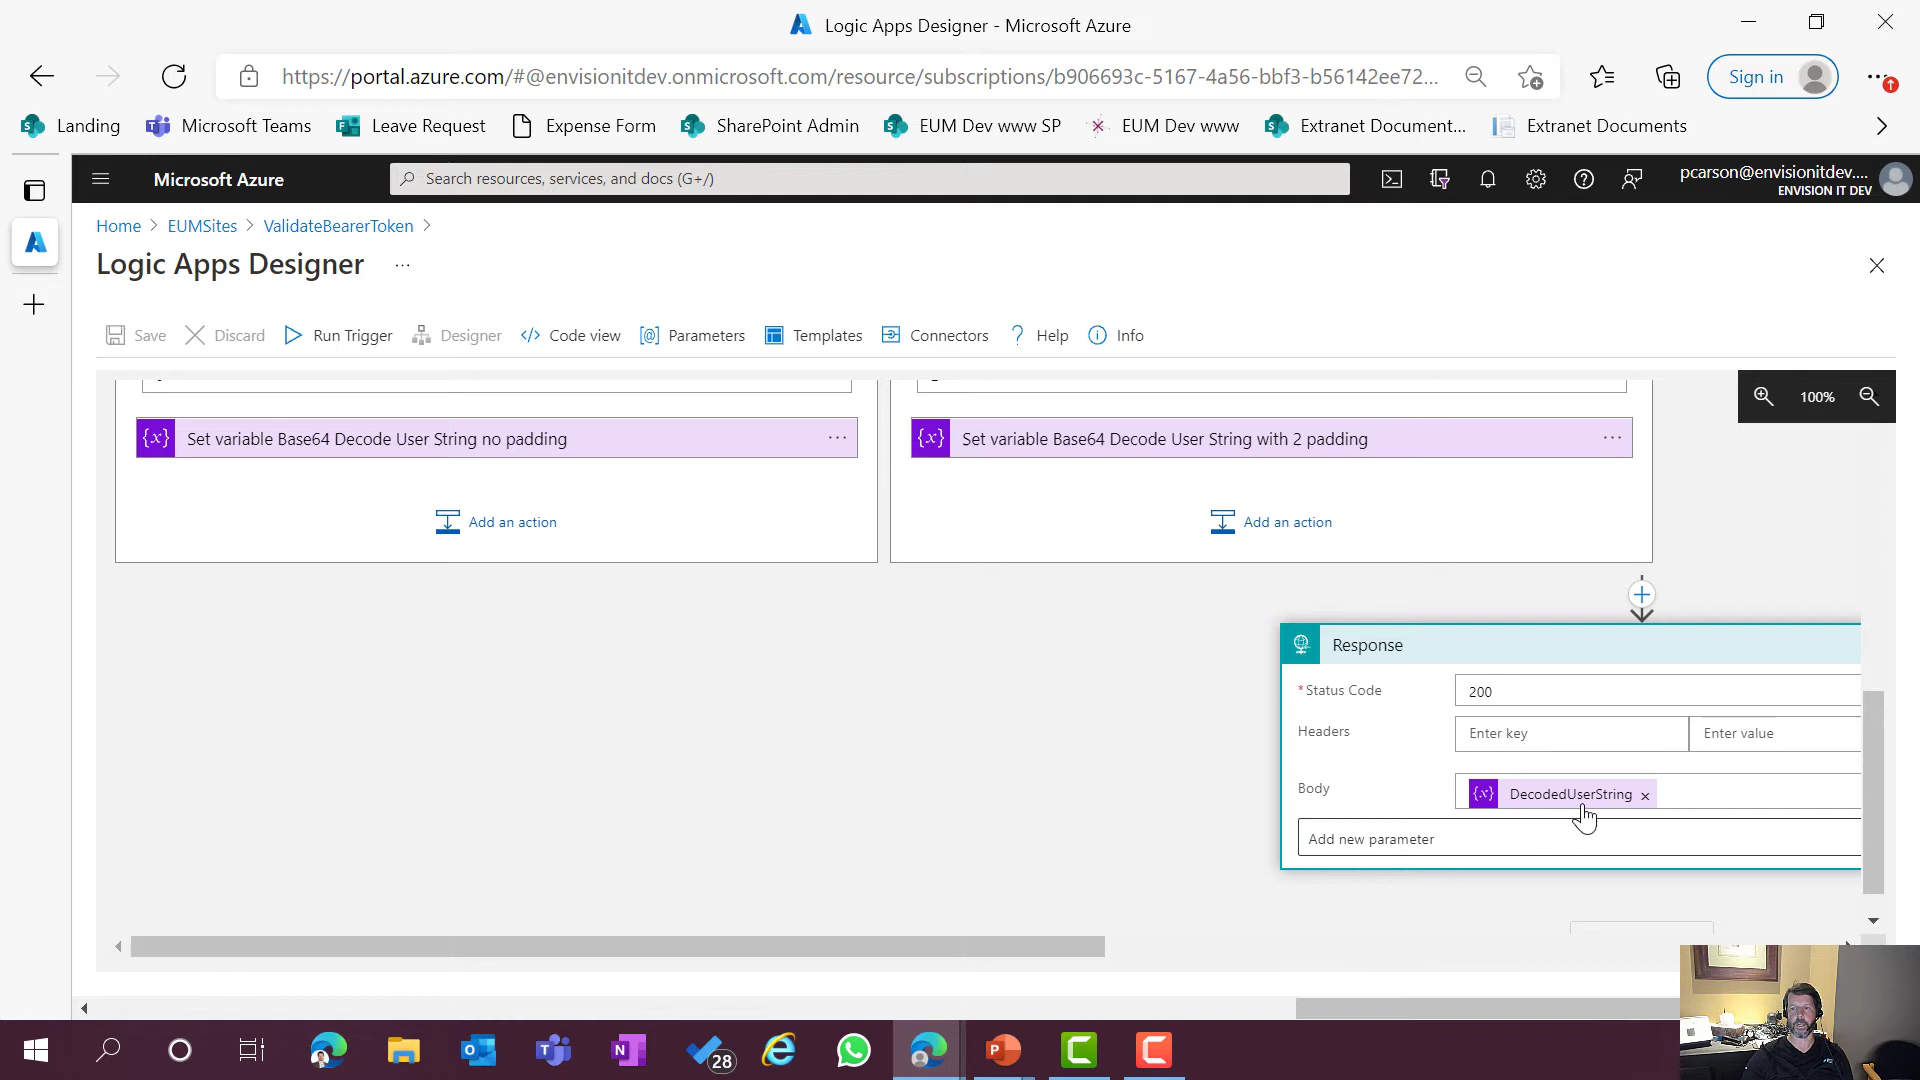 Logic Apps Designer - Microsoft Azure
https://portal.azure.com/#@envisionitdev.onmicrosoft.com/resource/subscriptions/b906693c-5167-4a56-bbf3-b56142ee72...
Sign in
Landing
Microsoft Teams
Leave Request
Expense Form
SharePoint Admin
EUM Dev www SP
EUM Dev www
Extranet Document...
Extranet Documents
Microsoft Azure
Search resources, services, and docs (G+/)
pcarson@envisionitdev....
ENVISION IT DEV
Home > EUMSites > ValidateBearerToken >
Logic Apps Designer ...
Save
Discard
Run Trigger
Designer
Code view
Parameters
Templates
Connectors
Help
Info
100%
{x} Set variable Base64 Decode User String no padding ...
{x} Set variable Base64 Decode User String with 2 padding ...
Add an action
Add an action
Response
*Status Code
200
Headers
Enter key
Enter value
Body
{x} DecodedUserString ×
Add new parameter
28